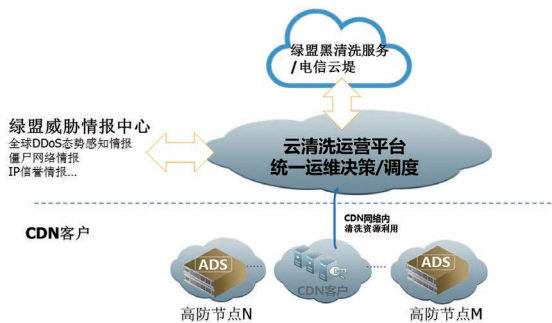 绿盟黑清洗服务
/电信云堤
绿盟威胁情报中心
全球DDoS态势感知情报
僵尸网络情报
IP信誉情报...
云清洗运营平台
统一运维决策/调度
CDN网络内
清洗资源利用
CDN客户
ADS
CDN客户
ADS
高防节点N
高防节点M